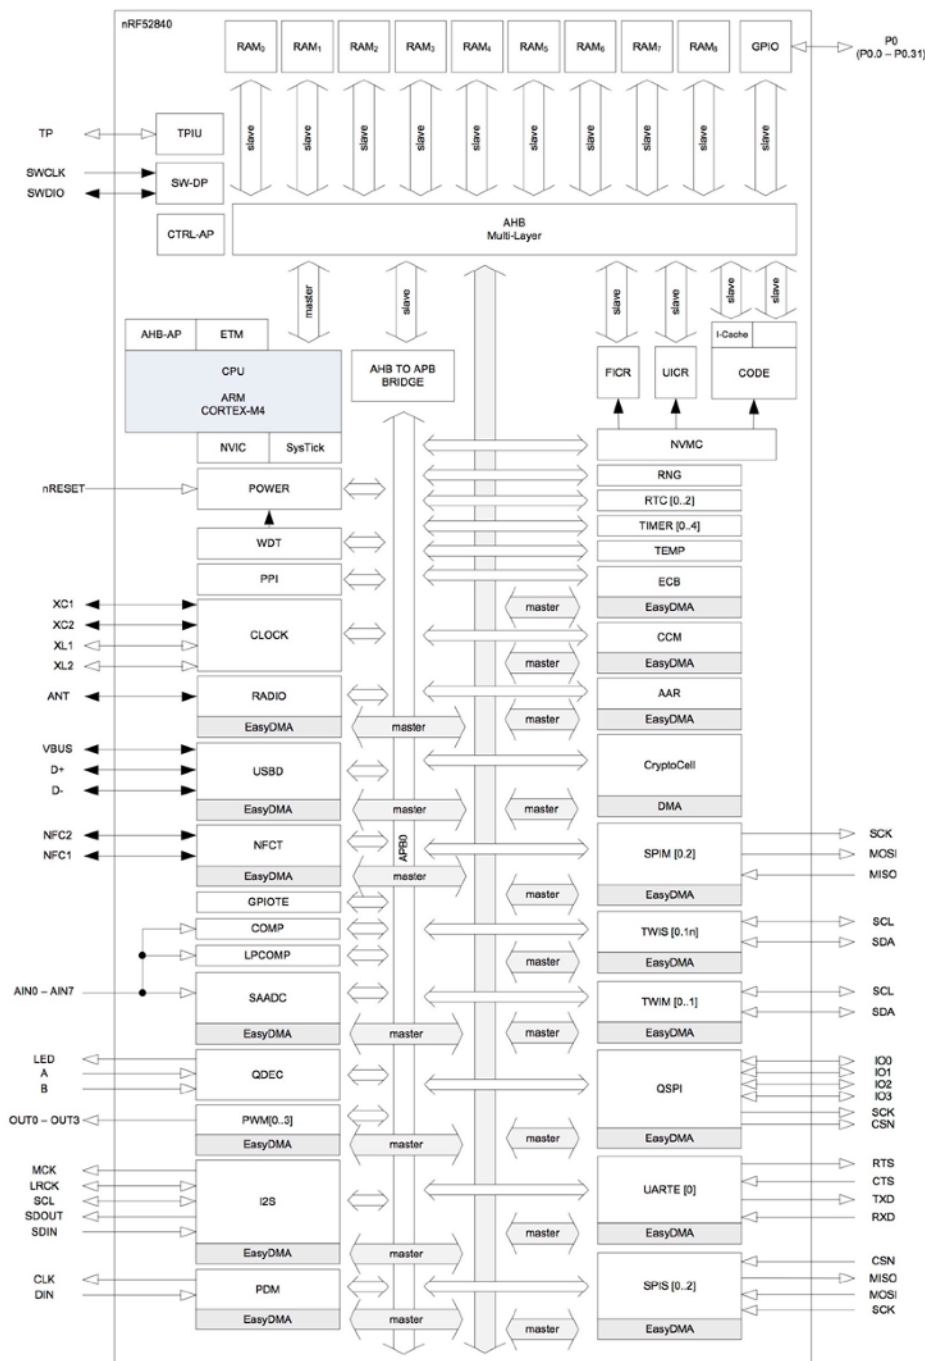 nRF52840
RAM0 RAM1 RAM2 RAM3 RAM4 RAM5 RAM6 RAM7 RAM8 GPIO
P0
(P0.0 – P0.31)
slave slave slave slave slave slave slave slave slave slave
TP TPIU
SWCLK
SWDIO
SW-DP
CTRL-AP
AHB
Multi-Layer
master slave slave slave slave slave
AHB-AP ETM
CPU
ARM
CORTEX-M4
NVIC SysTick
AHB TO APB
BRIDGE
FICR UICR
I-Cache
CODE
NVMC
nRESET POWER
RNG
RTC [0..2]
WDT
TIMER [0..4]
TEMP
PPI
ECB
master EasyDMA
XC1
XC2
XL1
XL2
CLOCK
CCM
master EasyDMA
ANT RADIO
EasyDMA master
AAR
master EasyDMA
VBUS
D+
D-
USBD
EasyDMA master
CryptoCell
master DMA
NFC2
NFC1
NFCT
EasyDMA master
APB0
SPIM [0.2]
master EasyDMA
SCK
MOSI
MISO
GPIOTE
COMP
LPCOMP
TWIS [0.1n]
master EasyDMA
SCL
SDA
AIN0 – AIN7 SAADC
EasyDMA master
TWIM [0..1]
master EasyDMA
SCL
SDA
LED
A
B
QDEC
QSPI
master EasyDMA
IO0
IO1
IO2
IO3
SCK
CSN
OUT0 – OUT3 PWM[0..3]
EasyDMA master
MCK
LRCK
SCL
SDOUT
SDIN
I2S
EasyDMA master
UARTE [0]
master EasyDMA
RTS
CTS
TXD
RXD
CLK
DIN
PDM
EasyDMA master
SPIS [0..2]
master EasyDMA
CSN
MISO
MOSI
SCK